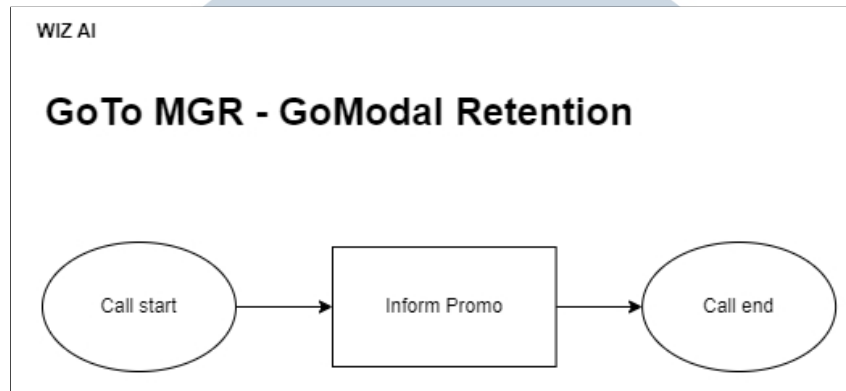 WIZ AI
GoTo MGR - GoModal Retention
Call start
Inform Promo
Call end